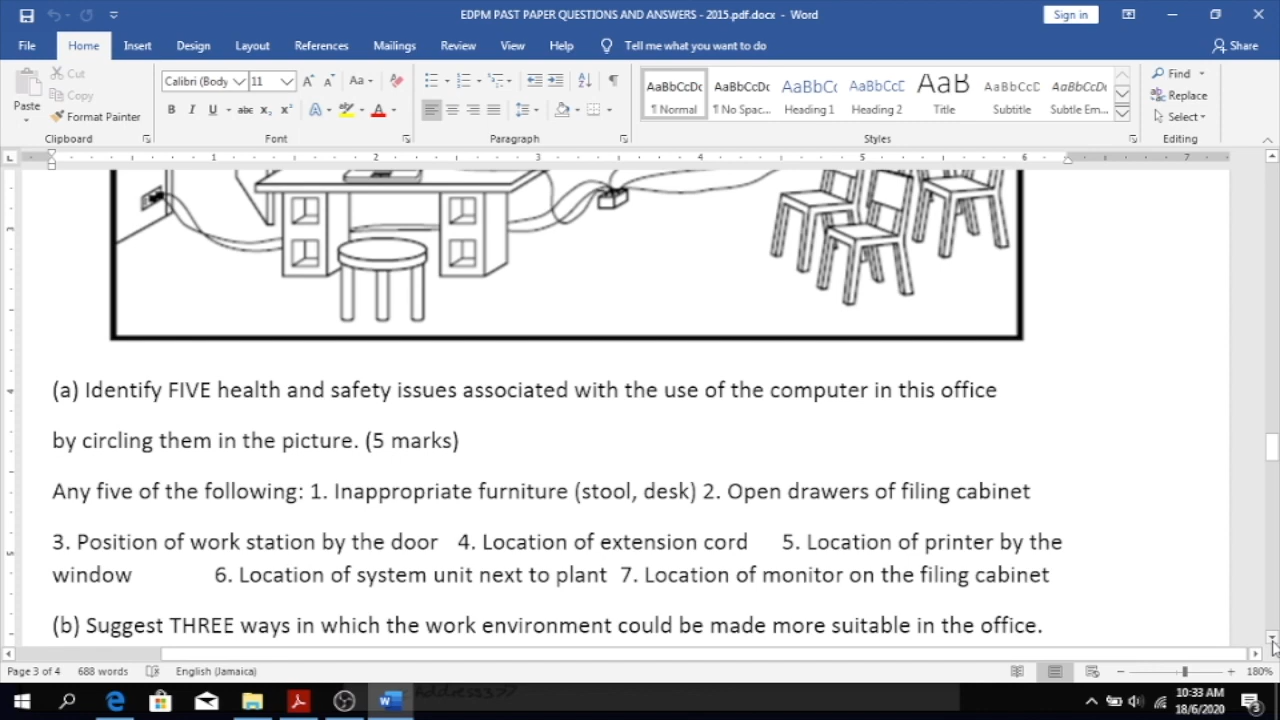 EDPM PAST PAPER QUESTIONS AND ANSWERS - 2015.pdf.docx - Word
Sign in
File Home Insert Design Layout References Mailings Review View Help Tell me what you want to do Share
Paste
Cut
Copy
Format Painter
Clipboard
Calibri (Body 11
Font
Paragraph
AaBbCcDc AaBbCcDc AaBbCc AaBbCcD AaB AaBbCcD AaBbCcDt
¶ Normal ¶ No Spac... Heading 1 Heading 2 Title Subtitle Subtle Em...
Styles
Find
Replace
Select
Editing
1 2 3 4 5 6 7
(a) Identify FIVE health and safety issues associated with the use of the computer in this office
by circling them in the picture. (5 marks)
Any five of the following: 1. Inappropriate furniture (stool, desk) 2. Open drawers of filing cabinet
3. Position of work station by the door 4. Location of extension cord 5. Location of printer by the
window 6. Location of system unit next to plant 7. Location of monitor on the filing cabinet
(b) Suggest THREE ways in which the work environment could be made more suitable in the office.
Page 3 of 4 688 words English (Jamaica) 180%
10:33 AM
18/6/2020